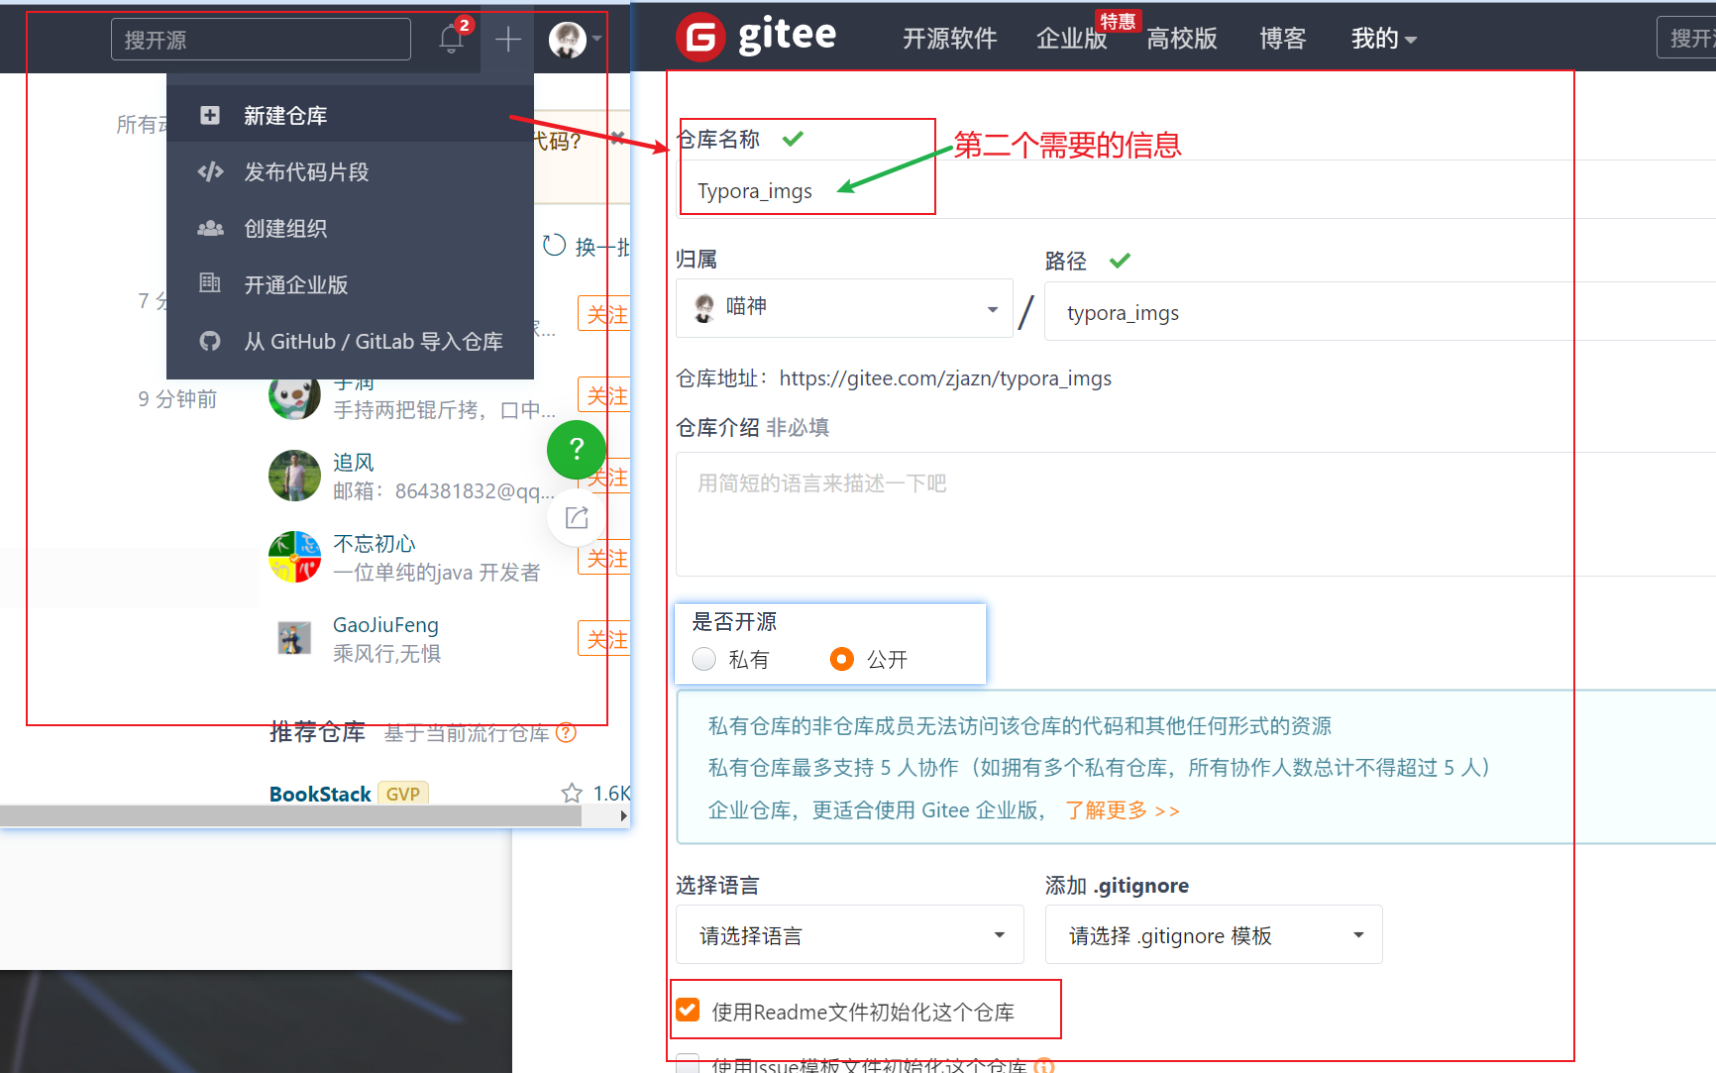 搜开源
2
新建仓库
发布代码片段
创建组织
开通企业版
从 GitHub / GitLab 导入仓库
代码?
换一批
关注
9 分钟前
手持两把锟斤拷，口中...
关注
追风
邮箱：864381832@qq...
关注
不忘初心
一位单纯的java 开发者
关注
GaoJiuFeng
乘风行,无惧
关注
推荐仓库 基于当前流行仓库
BookStack GVP 1.6K
gitee
开源软件 企业版 特惠 高校版 博客 我的
搜开
仓库名称
第二个需要的信息
Typora_imgs
归属
路径
喵神 / typora_imgs
仓库地址：https://gitee.com/zjazn/typora_imgs
仓库介绍 非必填
用简短的语言来描述一下吧
是否开源
私有 公开
私有仓库的非仓库成员无法访问该仓库的代码和其他任何形式的资源
私有仓库最多支持 5 人协作（如拥有多个私有仓库，所有协作人数总计不得超过 5 人）
企业仓库，更适合使用 Gitee 企业版， 了解更多 >>
选择语言 添加 .gitignore
请选择语言 请选择 .gitignore 模板
使用Readme文件初始化这个仓库
使用Issue模板文件初始化这个仓库